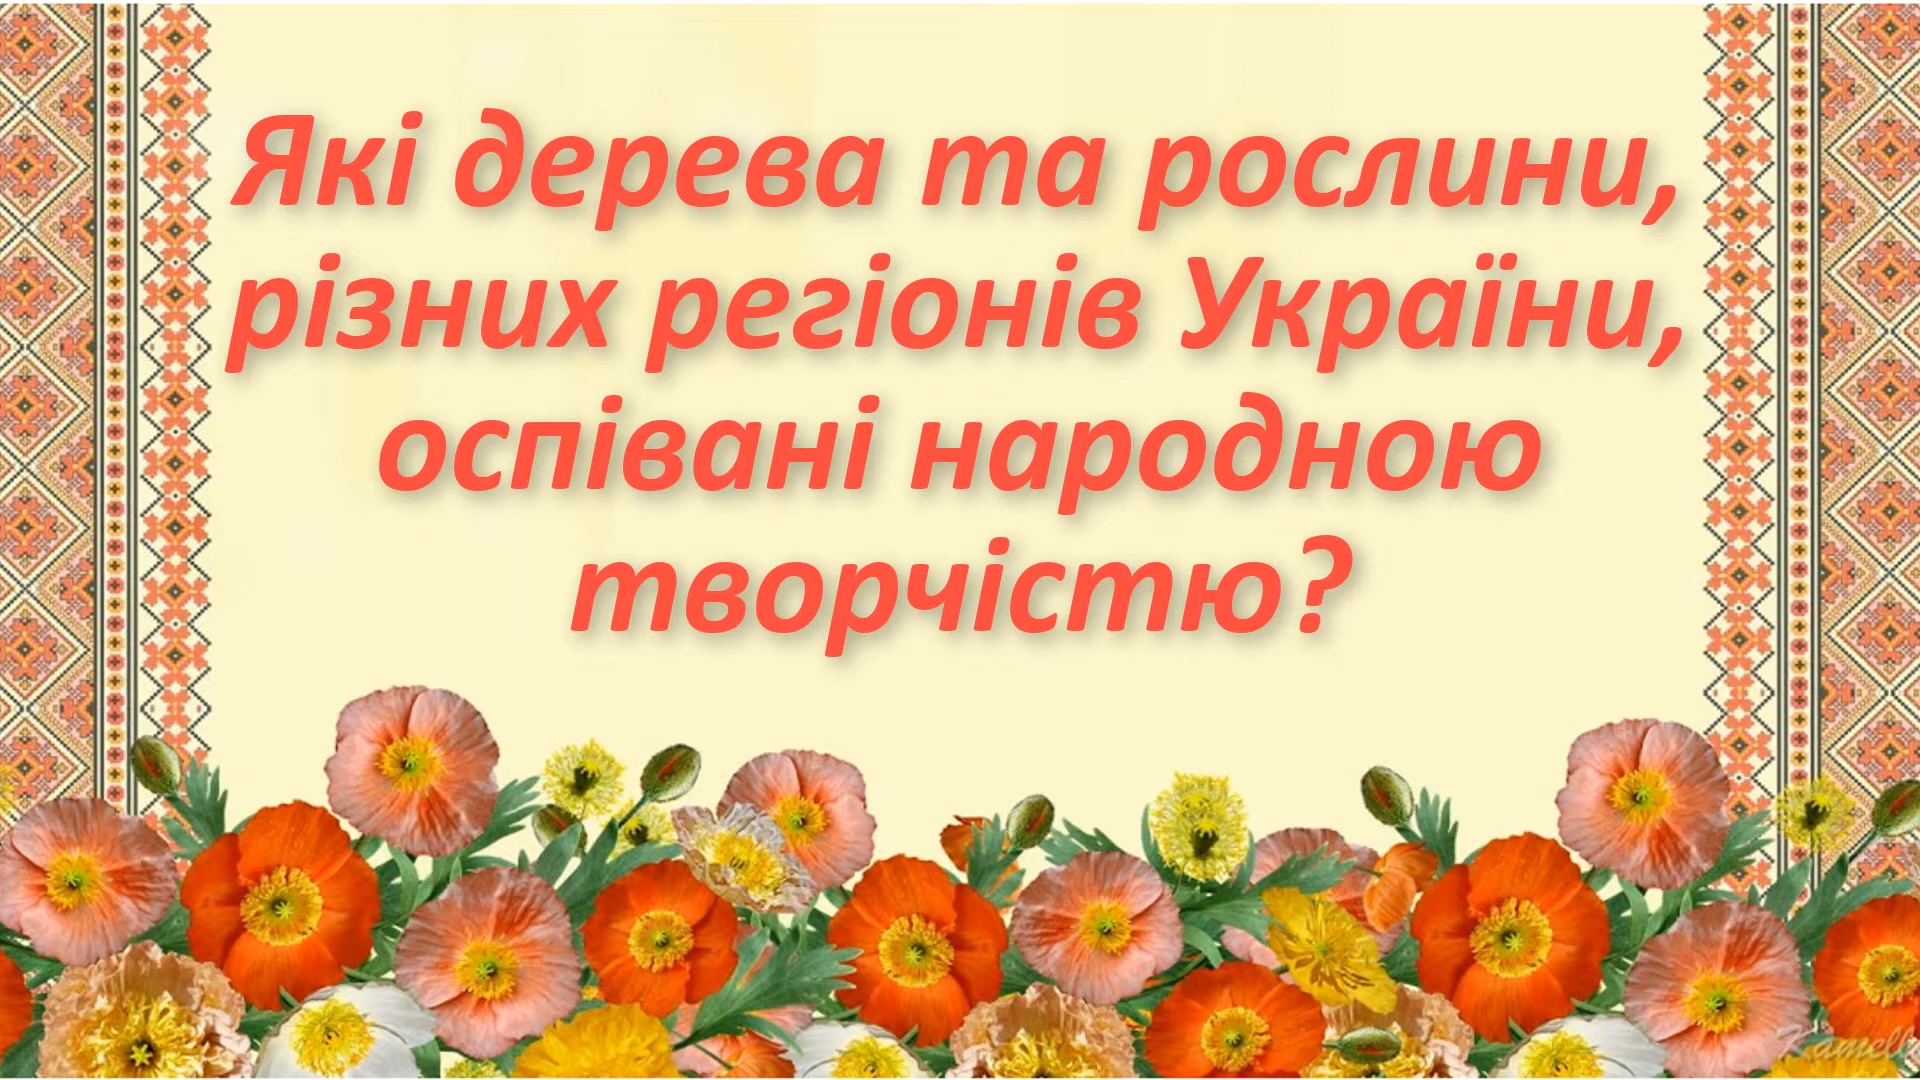 Які дерева та рослини,
різних регіонів України,
оспівані народною
творчістю?